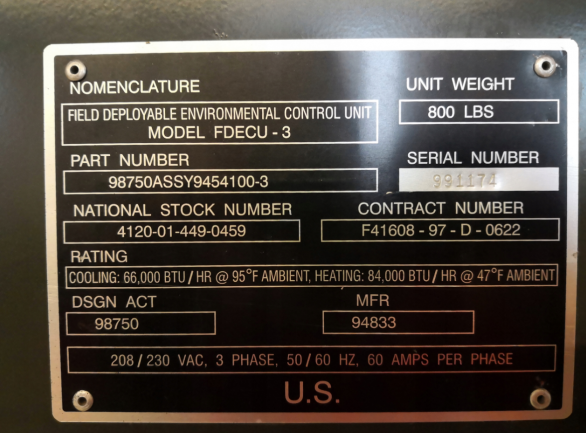 NOMENCLATURE
UNIT WEIGHT
FIELD DEPLOYABLE ENVIRONMENTAL CONTROL UNIT
MODEL FDECU - 3
800 LBS
PART NUMBER
SERIAL NUMBER
98750ASSY9454100-3
991174
NATIONAL STOCK NUMBER
CONTRACT NUMBER
4120-01-449-0459
F41608 - 97 - D - 0622
RATING
COOLING: 66,000 BTU / HR @ 95°F AMBIENT, HEATING: 84,000 BTU / HR @ 47°F AMBIENT
DSGN ACT
MFR
98750
94833
208 / 230 VAC, 3 PHASE, 50 / 60 HZ, 60 AMPS PER PHASE
U.S.